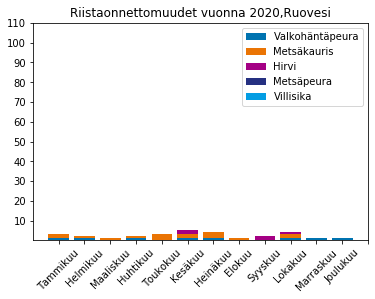 Riistaonnettomuudet vuonna 2020,Ruovesi
110
100
90
80
70
60
50
40
30
20
10
Valkohäntäpeura
Metsäkauris
Hirvi
Metsäpeura
Villisika
Tammikuu
Helmikuu
Maaliskuu
Huhtikuu
Toukokuu
Kesäkuu
Heinäkuu
Elokuu
Syyskuu
Lokakuu
Marraskuu
Joulukuu